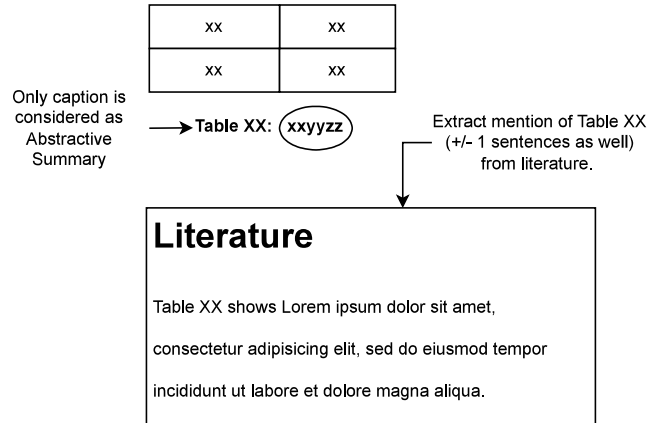 xx xx
xx xx
Only caption is
considered as
Abstractive
Summary
Table XX: xxyyzz
Extract mention of Table XX
(+/- 1 sentences as well)
from literature.
Literature
Table XX shows Lorem ipsum dolor sit amet,
consectetur adipisicing elit, sed do eiusmod tempor
incididunt ut labore et dolore magna aliqua.